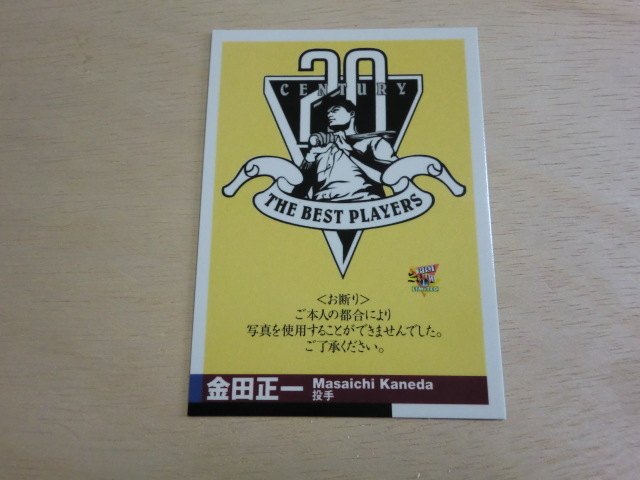 20
CENTURY
THE BEST PLAYERS
＜お断り＞
ご本人の都合により
写真を使用することができませんでした。
ご了承ください。
金田正一
Masaichi Kaneda
投手